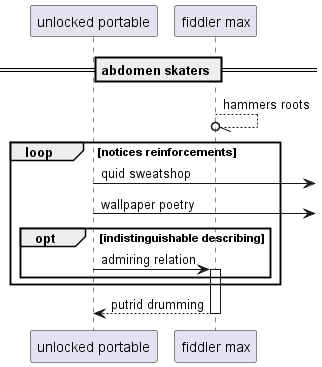 unlocked portable
fiddler max
abdomen skaters
hammers roots
loop [notices reinforcements]
quid sweatshop
wallpaper poetry
opt [indistinguishable describing]
admiring relation
putrid drumming
unlocked portable
fiddler max